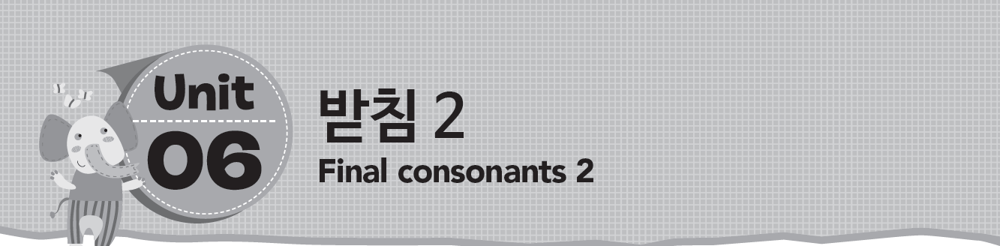 Unit
06
받침 2
Final consonants 2